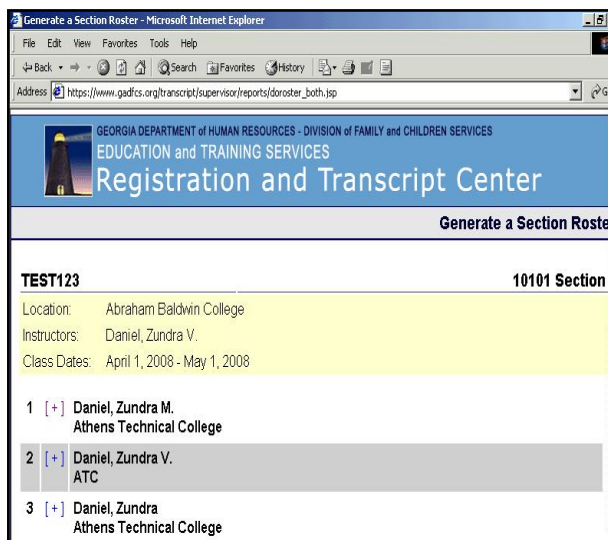 Generate a Section Roster - Microsoft Internet Explorer
File Edit View Favorites Tools Help
Back Search Favorites History
Address https://www.gadfcs.org/transcript/supervisor/reports/doroster_both.jsp G
GEORGIA DEPARTMENT of HUMAN RESOURCES - DIVISION of FAMILY and CHILDREN SERVICES
EDUCATION and TRAINING SERVICES
Registration and Transcript Center
Generate a Section Roste
TEST123 10101 Section
Location: Abraham Baldwin College
Instructors: Daniel, Zundra V.
Class Dates: April 1, 2008 - May 1, 2008
1 [+] Daniel, Zundra M.
Athens Technical College
2 [+] Daniel, Zundra V.
ATC
3 [+] Daniel, Zundra
Athens Technical College